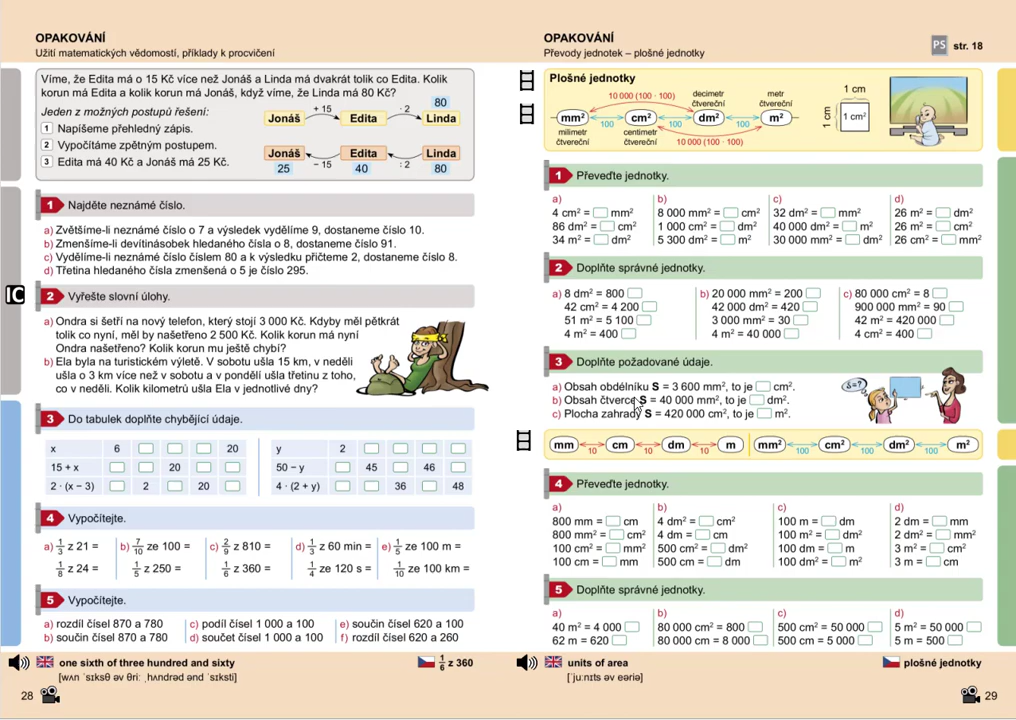 OPAKOVÁNÍ
Užití matematických vědomostí, příklady k procvičení
Víme, že Edita má o 15 Kč více než Jonáš a Linda má dvakrát tolik co Edita. Kolik
korun má Edita a kolik korun má Jonáš, když víme, že Linda má 80 Kč?
Jeden z možných postupů řešení:
1 Napíšeme přehledný zápis.
2 Vypočítáme zpětným postupem.
3 Edita má 40 Kč a Jonáš má 25 Kč.
80
+ 15 · 2
Jonáš Edita Linda
Jonáš Edita Linda
− 15 : 2
25 40 80
1 Najděte neznámé číslo.
a) Zvětšíme-li neznámé číslo o 7 a výsledek vydělíme 9, dostaneme číslo 10.
b) Zmenšíme-li devítinásobek hledaného čísla o 8, dostaneme číslo 91.
c) Vydělíme-li neznámé číslo číslem 80 a k výsledku přičteme 2, dostaneme číslo 8.
d) Třetina hledaného čísla zmenšená o 5 je číslo 295.
IC
2 Vyřešte slovní úlohy.
a) Ondra si šetří na nový telefon, který stojí 3 000 Kč. Kdyby měl pětkrát
tolik co nyní, měl by našetřeno 2 500 Kč. Kolik korun má nyní
Ondra našetřeno? Kolik korun mu ještě chybí?
b) Ela byla na turistickém výletě. V sobotu ušla 15 km, v neděli
ušla o 3 km více než v sobotu a v pondělí ušla třetinu z toho,
co v neděli. Kolik kilometrů ušla Ela v jednotlivé dny?
3 Do tabulek doplňte chybějící údaje.
x 6 20
15 + x 20
2 · (x − 3) 2 20
y 2
50 − y 45 46
4 · (2 + y) 36 48
4 Vypočítejte.
a) 1/3 z 21 = b) 7/10 ze 100 = c) 2/9 z 810 = d) 1/3 z 60 min = e) 1/5 ze 100 m =
1/8 z 24 = 1/5 z 250 = 1/6 z 360 = 1/4 ze 120 s = 1/10 ze 100 km =
5 Vypočítejte.
a) rozdíl čísel 870 a 780 c) podíl čísel 1 000 a 100 e) součin čísel 620 a 100
b) součin čísel 870 a 780 d) součet čísel 1 000 a 100 f) rozdíl čísel 620 a 260
one sixth of three hundred and sixty 1/6 z 360
[wʌn ˈsɪksθ əv θriː ˌhʌndrəd ənd ˈsɪksti]
28
OPAKOVÁNÍ
Převody jednotek – plošné jednotky
PS str. 18
Plošné jednotky
10 000 (100 · 100) decimetr čtvereční metr čtvereční
mm² cm² dm² m²
100 100 100
milimetr čtvereční centimetr čtvereční 10 000 (100 · 100)
1 cm
1 cm 1 cm²
1 Převeďte jednotky.
a) b) c) d)
4 cm² = mm² 8 000 mm² = cm² 32 dm² = mm² 26 m² = dm²
86 dm² = cm² 1 000 cm² = dm² 40 000 dm² = m² 26 m² = cm²
34 m² = dm² 5 300 dm² = m² 30 000 mm² = dm² 26 cm² = mm²
2 Doplňte správné jednotky.
a) 8 dm² = 800 b) 20 000 mm² = 200 c) 80 000 cm² = 8
42 cm² = 4 200 42 000 dm² = 420 900 000 mm² = 90
51 m² = 5 100 3 000 mm² = 30 42 m² = 420 000
4 m² = 400 4 m² = 40 000 4 cm² = 400
3 Doplňte požadované údaje.
a) Obsah obdélníku S = 3 600 mm², to je cm².
b) Obsah čtverce S = 40 000 mm², to je dm².
c) Plocha zahrady S = 420 000 cm², to je m².
S=?
mm cm dm m mm² cm² dm² m²
10 10 10 100 100 100
4 Převeďte jednotky.
a) b) c) d)
800 mm = cm 4 dm² = cm² 100 m = dm 2 dm = mm
800 mm² = cm² 4 dm = cm 100 m² = dm² 2 dm² = mm²
100 cm² = mm² 500 cm² = dm² 100 dm = m 3 m² = cm²
100 cm = mm 500 cm = dm 100 dm² = m² 3 m = cm
5 Doplňte správné jednotky.
a) b) c) d)
40 m² = 4 000 80 000 cm² = 800 500 cm² = 50 000 5 m² = 50 000
62 m = 620 80 000 cm = 8 000 500 cm = 5 000 5 m = 500
units of area plošné jednotky
[ˈjuːnɪts əv eəriə]
29